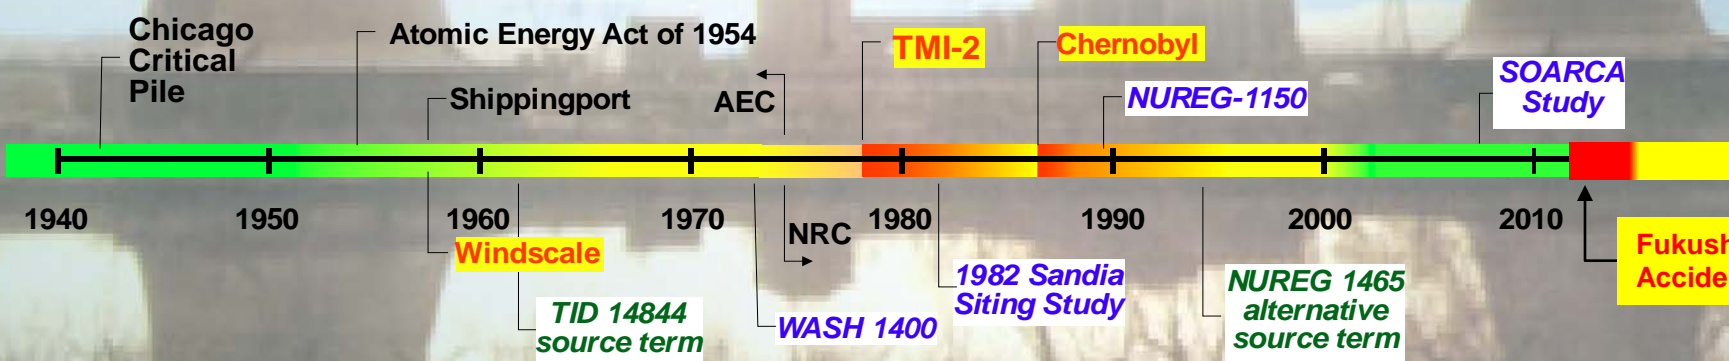 Chicago
Critical
Pile
Atomic Energy Act of 1954
Shippingport
AEC
TMI-2
Chernobyl
NUREG-1150
SOARCA
Study
1940
1950
1960
1970
1980
1990
2000
2010
Windscale
NRC
TID 14844
source term
WASH 1400
1982 Sandia
Siting Study
NUREG 1465
alternative
source term
Fukush
Accide